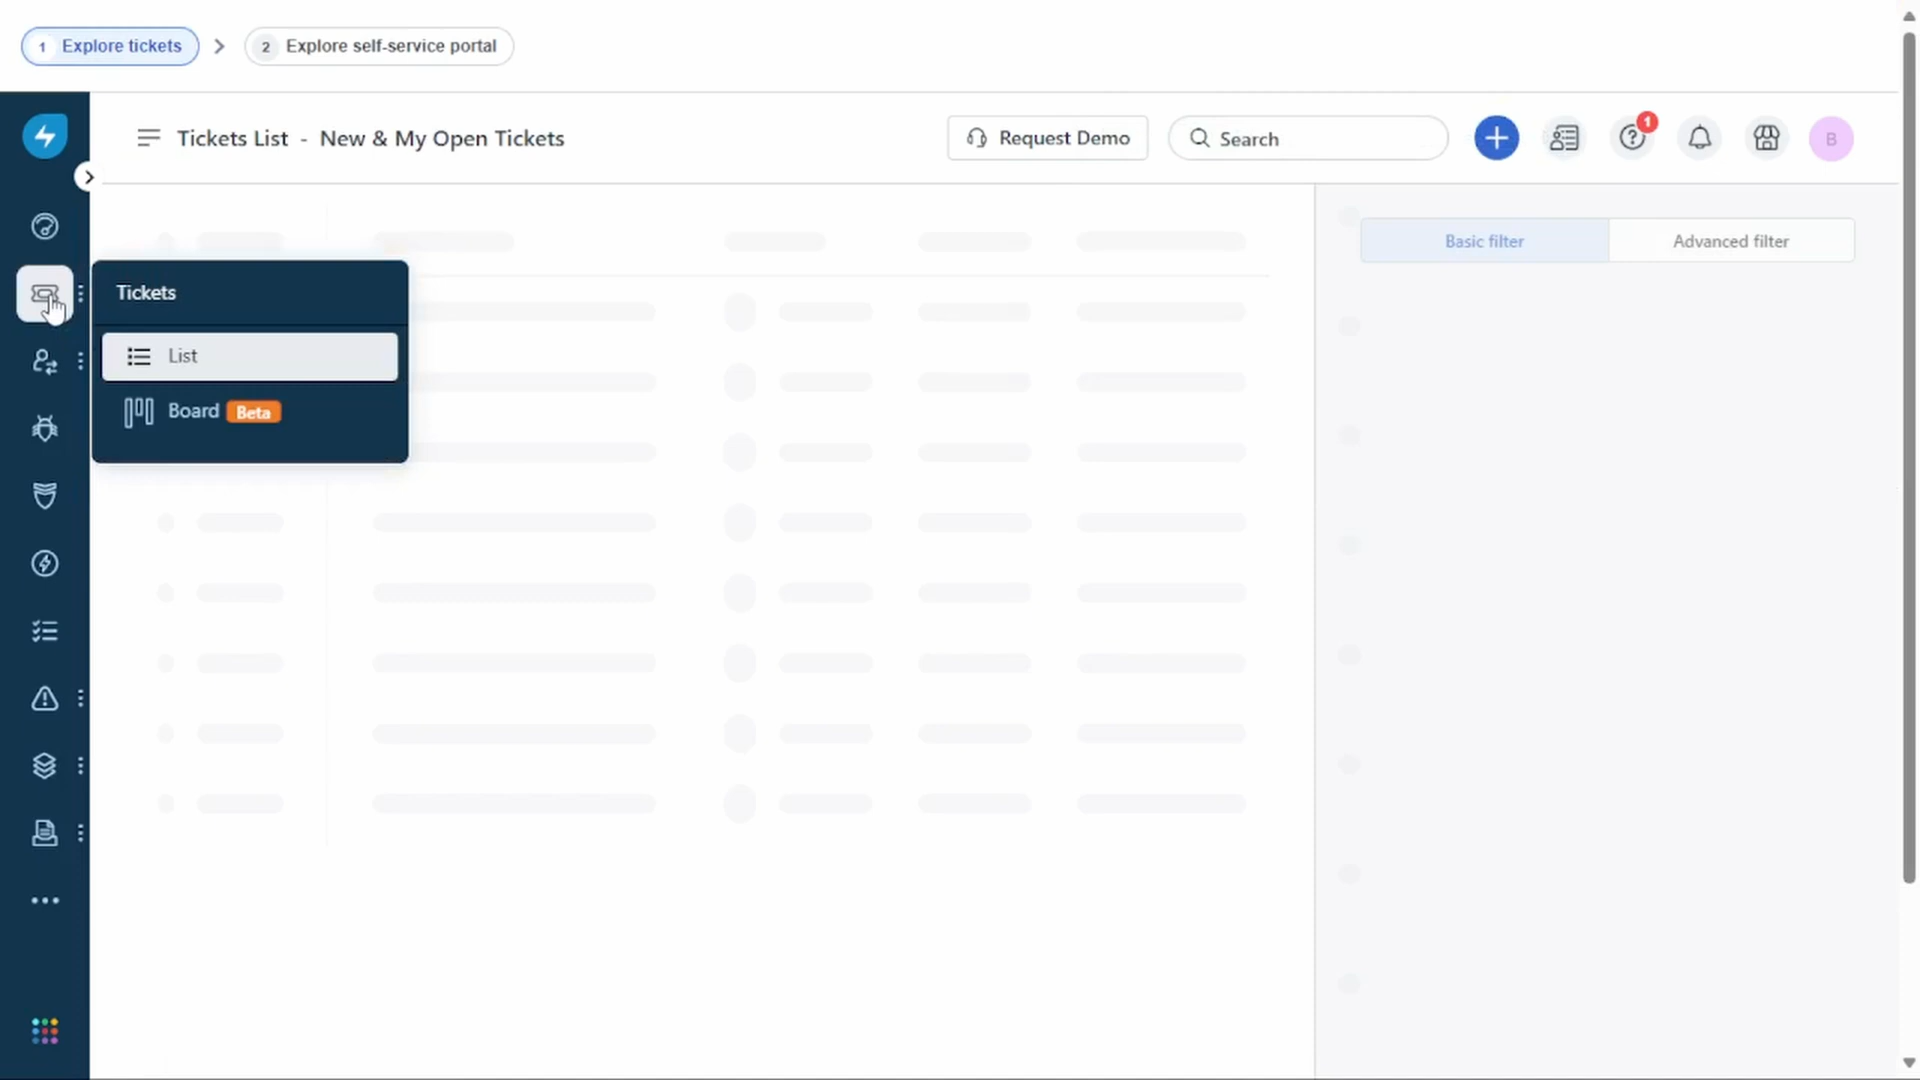 1 Explore tickets
2 Explore self-service portal
Tickets List - New & My Open Tickets
Request Demo
Search
1
B
Basic filter
Advanced filter
Tickets
List
Board Beta